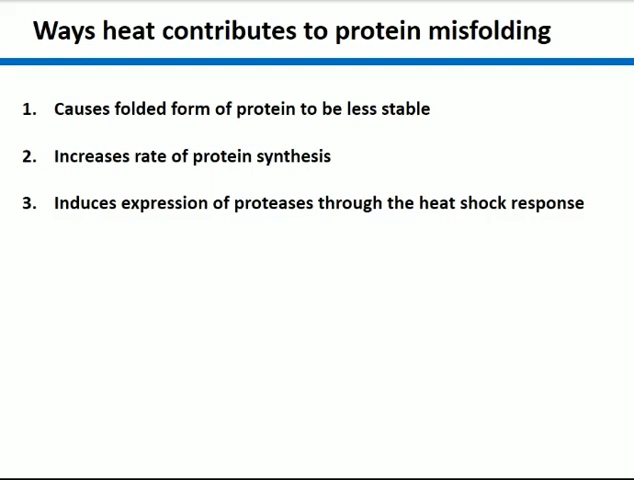 Ways heat contributes to protein misfolding
1. Causes folded form of protein to be less stable
2. Increases rate of protein synthesis
3. Induces expression of proteases through the heat shock response